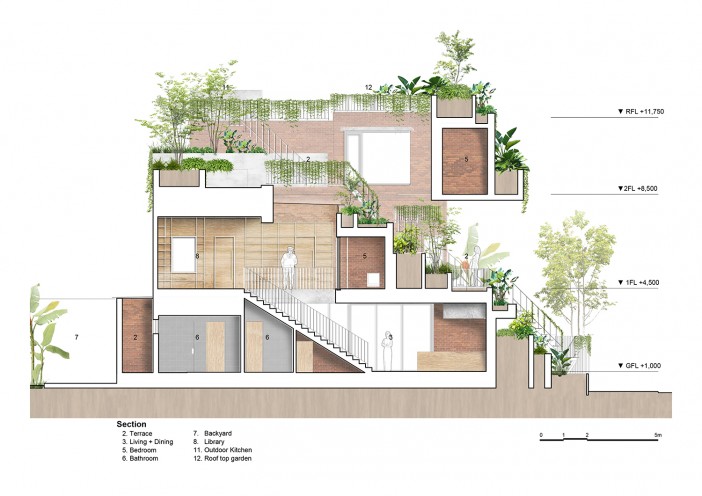 11
12
▼ RFL +11,750
5
2
▼2FL +8,500
8
5
2
▼ 1FL +4,500
7
2
6
6
3
▼ GFL +1,000
Section
2. Terrace
3. Living + Dining
5. Bedroom
6. Bathroom
7. Backyard
8. Library
11. Outdoor Kitchen
12. Roof top garden
0 1 2 5m